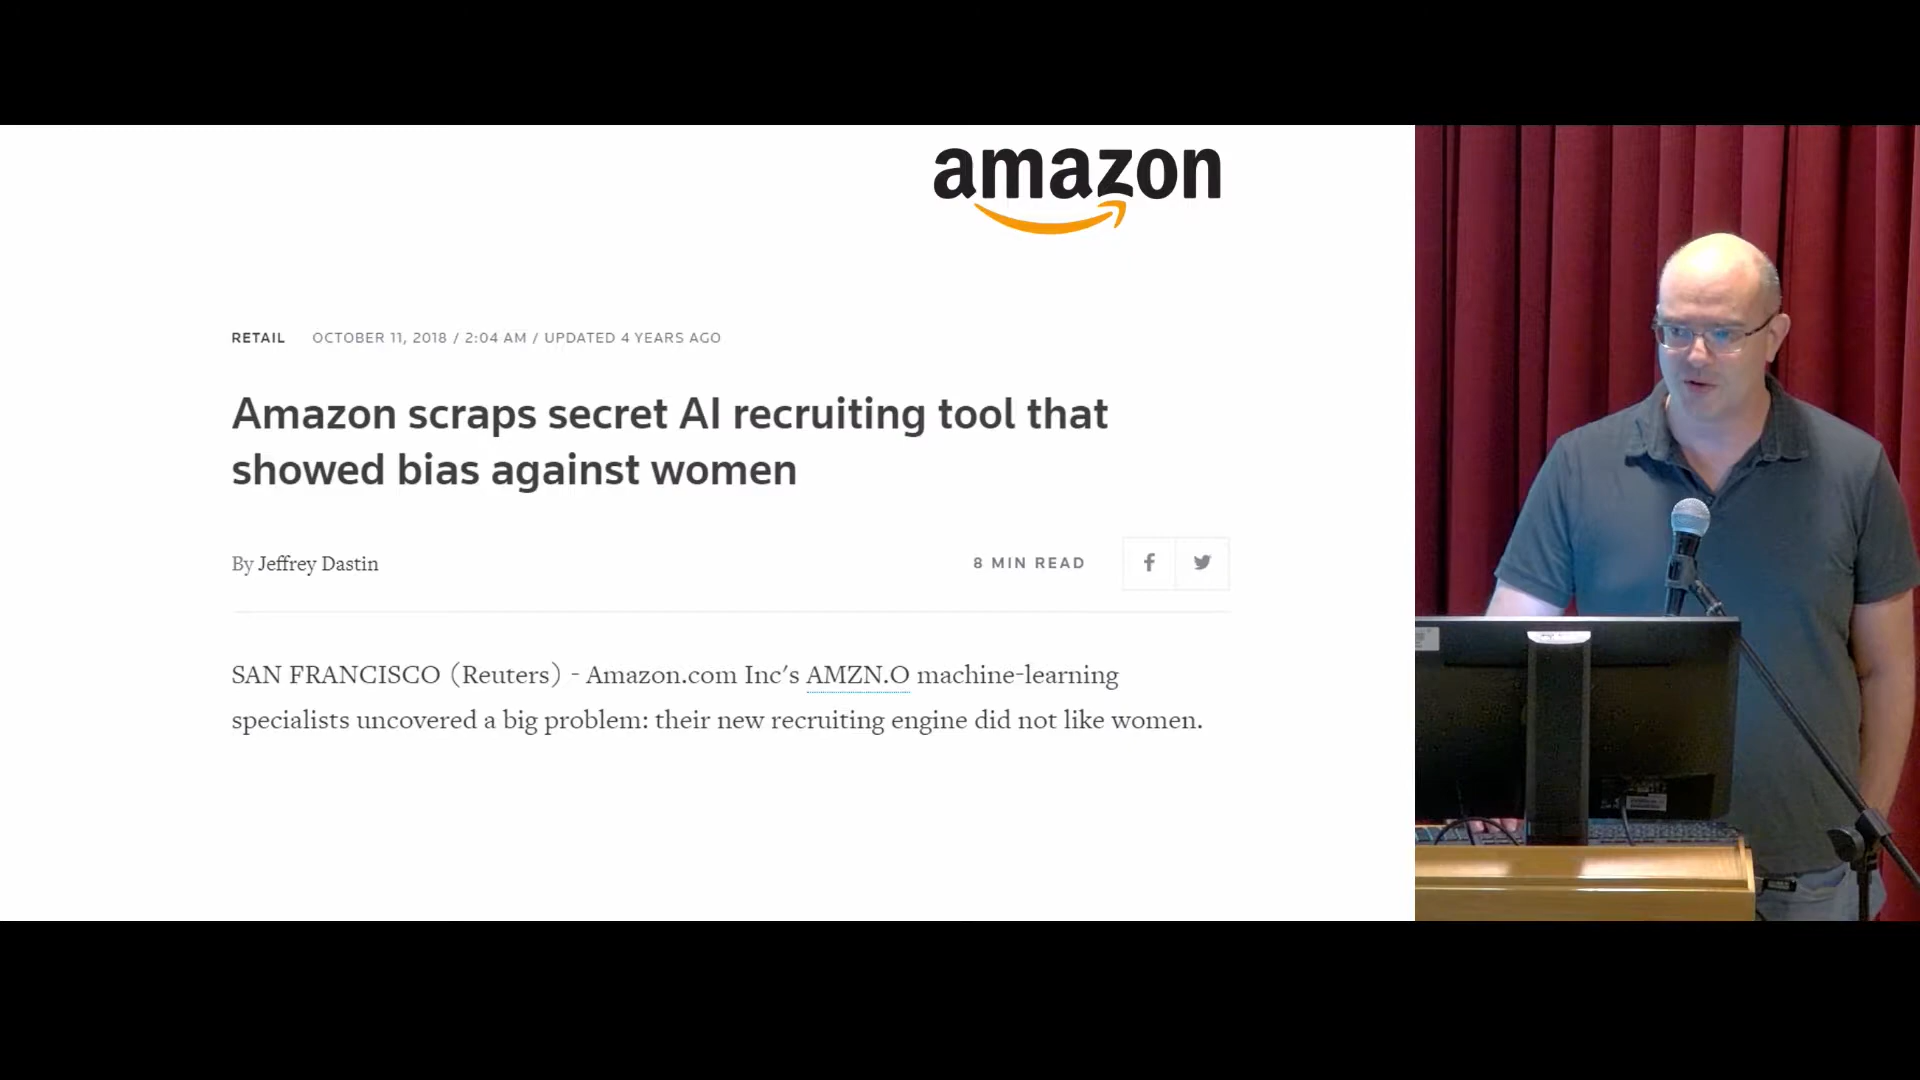 amazon
RETAIL OCTOBER 11, 2018 / 2:04 AM / UPDATED 4 YEARS AGO
Amazon scraps secret AI recruiting tool that
showed bias against women
By Jeffrey Dastin
8 MIN READ
SAN FRANCISCO (Reuters) - Amazon.com Inc's AMZN.O machine-learning
specialists uncovered a big problem: their new recruiting engine did not like women.